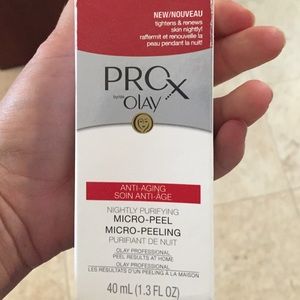 NEW/NOUVEAU
tightens & renews
skin nightly!
raffermit et renouvelle la
peau pendant la nuit!
PROX
by/de
OLAY
ANTI-AGING
SOIN ANTI-ÂGE
NIGHTLY PURIFYING
MICRO-PEEL
MICRO-PEELING
PURIFIANT DE NUIT
OLAY PROFESSIONAL
PEEL RESULTS AT HOME
OLAY PROFESSIONAL
LES RÉSULTATS D'UN PEELING À LA MAISON
40 mL (1.3 FL OZ)